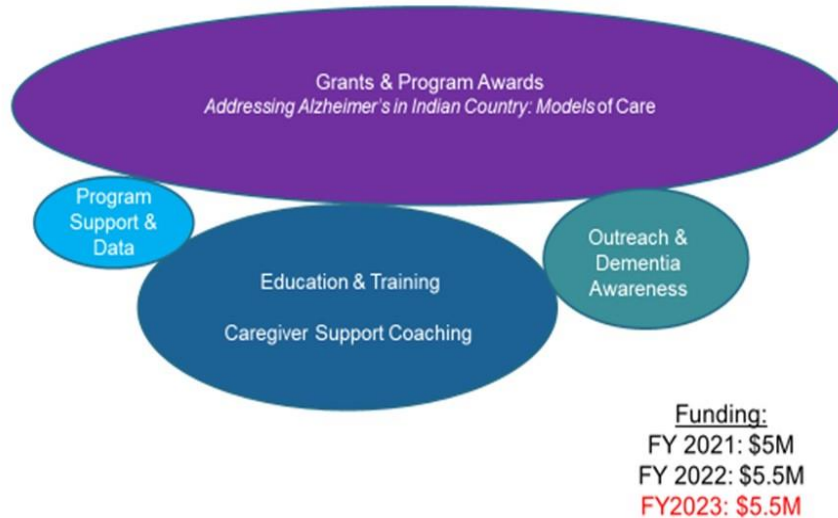 Grants & Program Awards
Addressing Alzheimer's in Indian Country: Models of Care
Program
Support &
Data
Education & Training
Caregiver Support Coaching
Outreach &
Dementia
Awareness
Funding:
FY 2021: $5M
FY 2022: $5.5M
FY2023: $5.5M